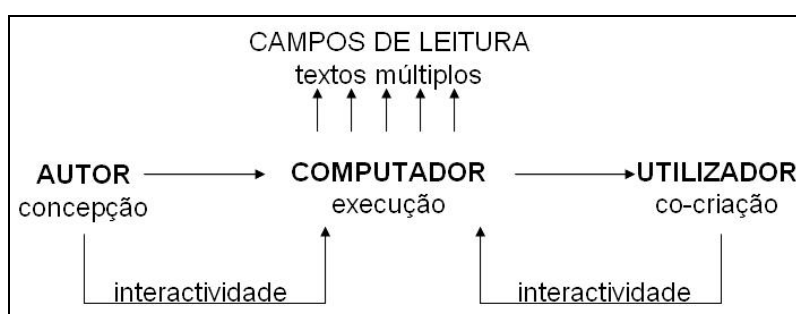 CAMPOS DE LEITURA
textos múltiplos
AUTOR COMPUTADOR UTILIZADOR
concepção execução co-criação
interactividade interactividade